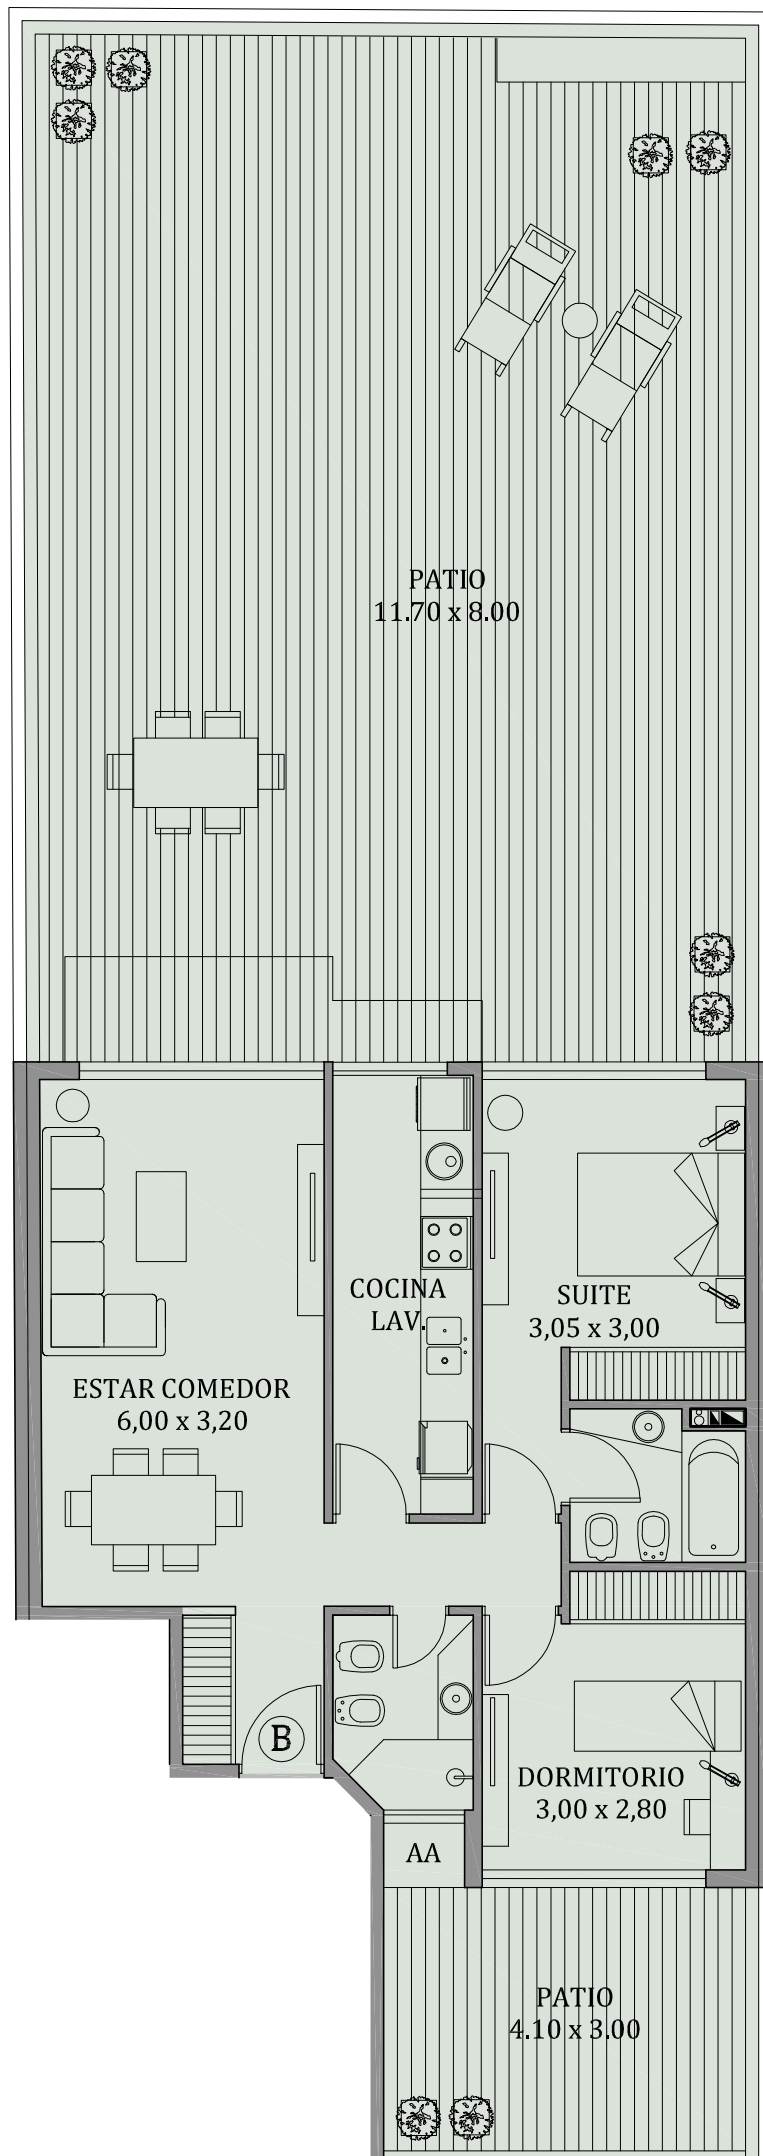 PATIO
11.70 x 8.00
COCINA
LAV.
SUITE
3,05 x 3,00
ESTAR COMEDOR
6,00 x 3,20
B
DORMITORIO
3,00 x 2,80
AA
PATIO
4.10 x 3.00